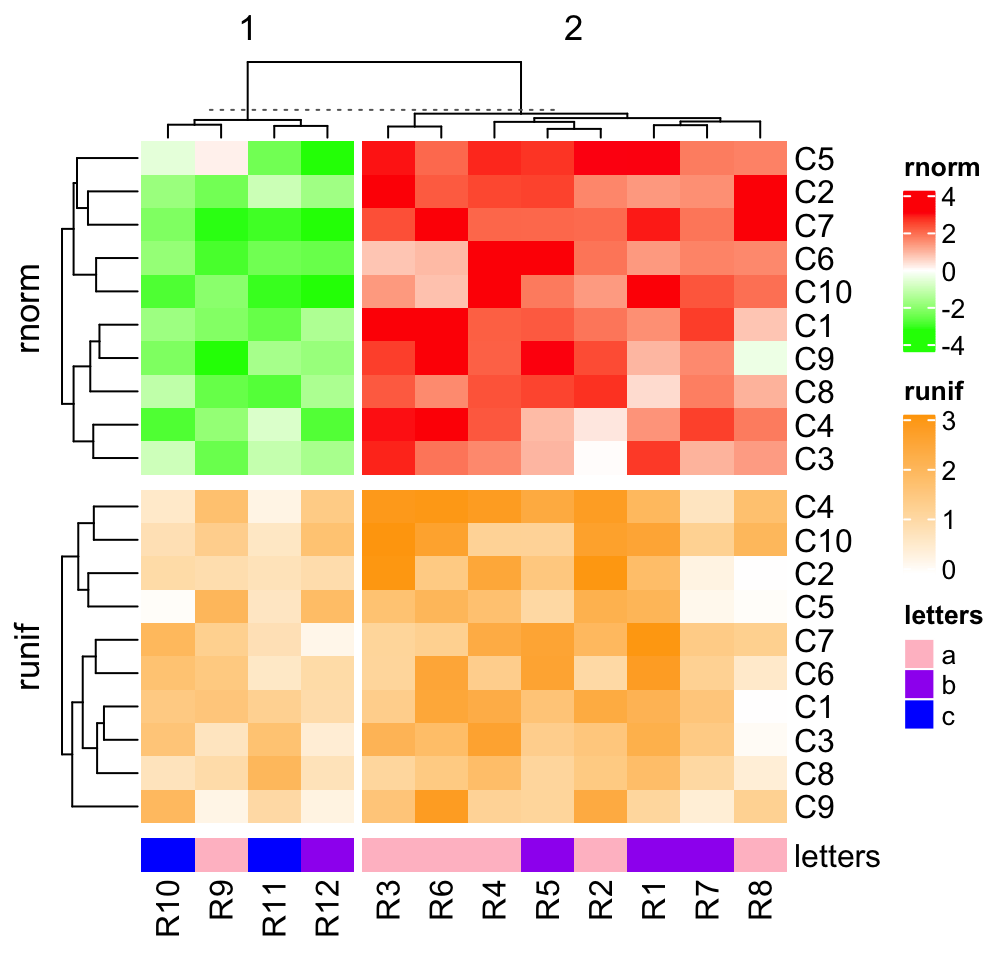 1 2
rnorm
C5
C2
C7
C6
C10
C1
C9
C8
C4
C3
runif
C4
C10
C2
C5
C7
C6
C1
C3
C8
C9
letters
R10 R9 R11 R12 R3 R6 R4 R5 R2 R1 R7 R8
rnorm
4
2
0
-2
-4
runif
3
2
1
0
letters
a
b
c